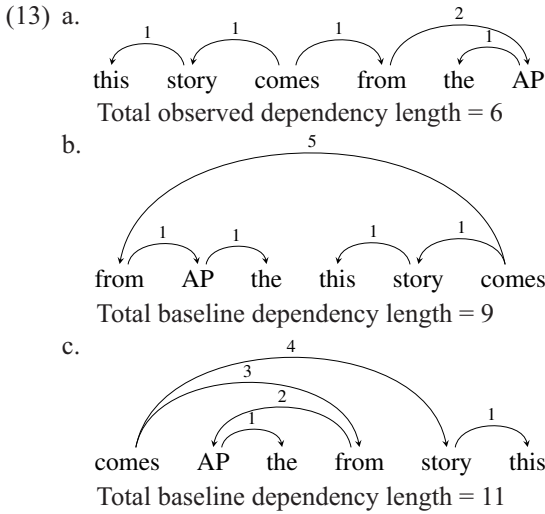 (13) a.
2
1 1 1 1
this story comes from the AP
Total observed dependency length = 6
b.
5
1 1 1 1
from AP the this story comes
Total baseline dependency length = 9
c.
4
3
2
1 1
comes AP the from story this
Total baseline dependency length = 11